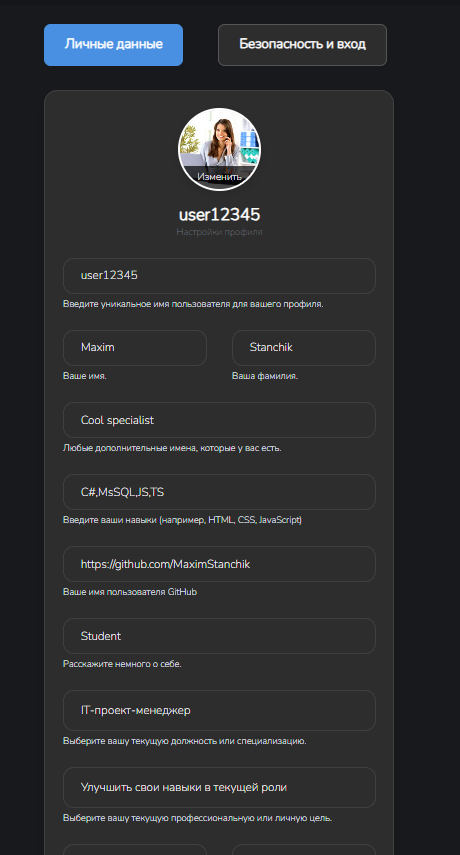 Личные данные
Безопасность и вход
Изменить
user12345
Настройки профиля
user12345
Введите уникальное имя пользователя для вашего профиля.
Maxim
Stanchik
Ваше имя.
Ваша фамилия.
Cool specialist
Любые дополнительные имена, которые у вас есть.
C#,MsSQL,JS,TS
Введите ваши навыки (например, HTML, CSS, JavaScript)
https://github.com/MaximStanchik
Ваше имя пользователя GitHub
Student
Расскажите немного о себе.
IT-проект-менеджер
Выберите вашу текущую должность или специализацию.
Улучшить свои навыки в текущей роли
Выберите вашу текущую профессиональную или личную цель.